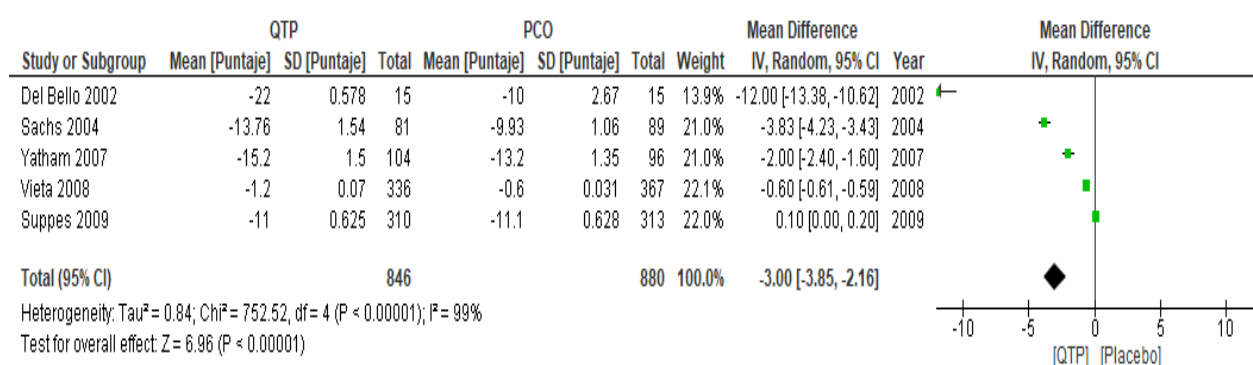 QTP PCO Mean Difference Mean Difference
Study or Subgroup Mean [Puntaje] SD [Puntaje] Total Mean [Puntaje] SD [Puntaje] Total Weight IV, Random, 95% CI Year IV, Random, 95% CI
Del Bello 2002 -22 0.578 15 -10 2.67 15 13.9% -12.00 [-13.38, -10.62] 2002
Sachs 2004 -13.76 1.54 81 -9.93 1.06 89 21.0% -3.83 [-4.23, -3.43] 2004
Yatham 2007 -15.2 1.5 104 -13.2 1.35 96 21.0% -2.00 [-2.40, -1.60] 2007
Vieta 2008 -1.2 0.07 336 -0.6 0.031 367 22.1% -0.60 [-0.61, -0.59] 2008
Suppes 2009 -11 0.625 310 -11.1 0.628 313 22.0% 0.10 [0.00, 0.20] 2009
Total (95% CI) 846 880 100.0% -3.00 [-3.85, -2.16]
Heterogeneity: Tau² = 0.84; Chi² = 752.52, df = 4 (P < 0.00001); I² = 99%
Test for overall effect: Z = 6.96 (P < 0.00001)
-10 -5 0 5 10
[QTP] [Placebo]